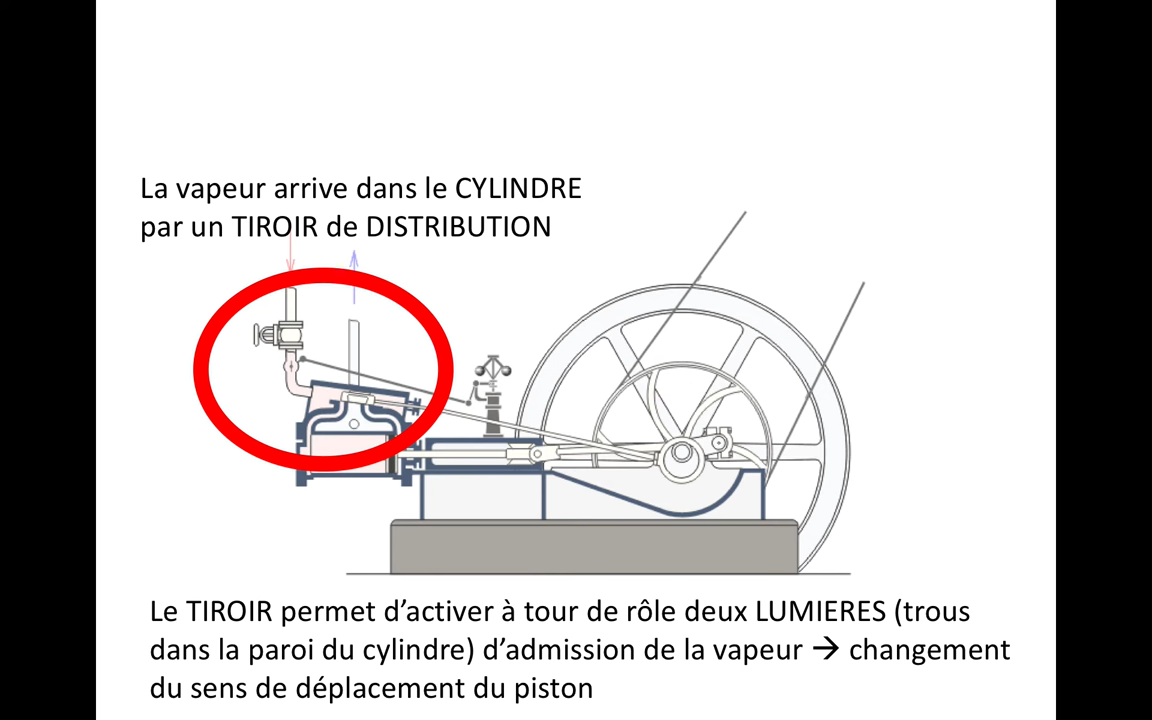 La vapeur arrive dans le CYLINDRE
par un TIROIR de DISTRIBUTION
Le TIROIR permet d’activer à tour de rôle deux LUMIERES (trous
dans la paroi du cylindre) d’admission de la vapeur → changement
du sens de déplacement du piston